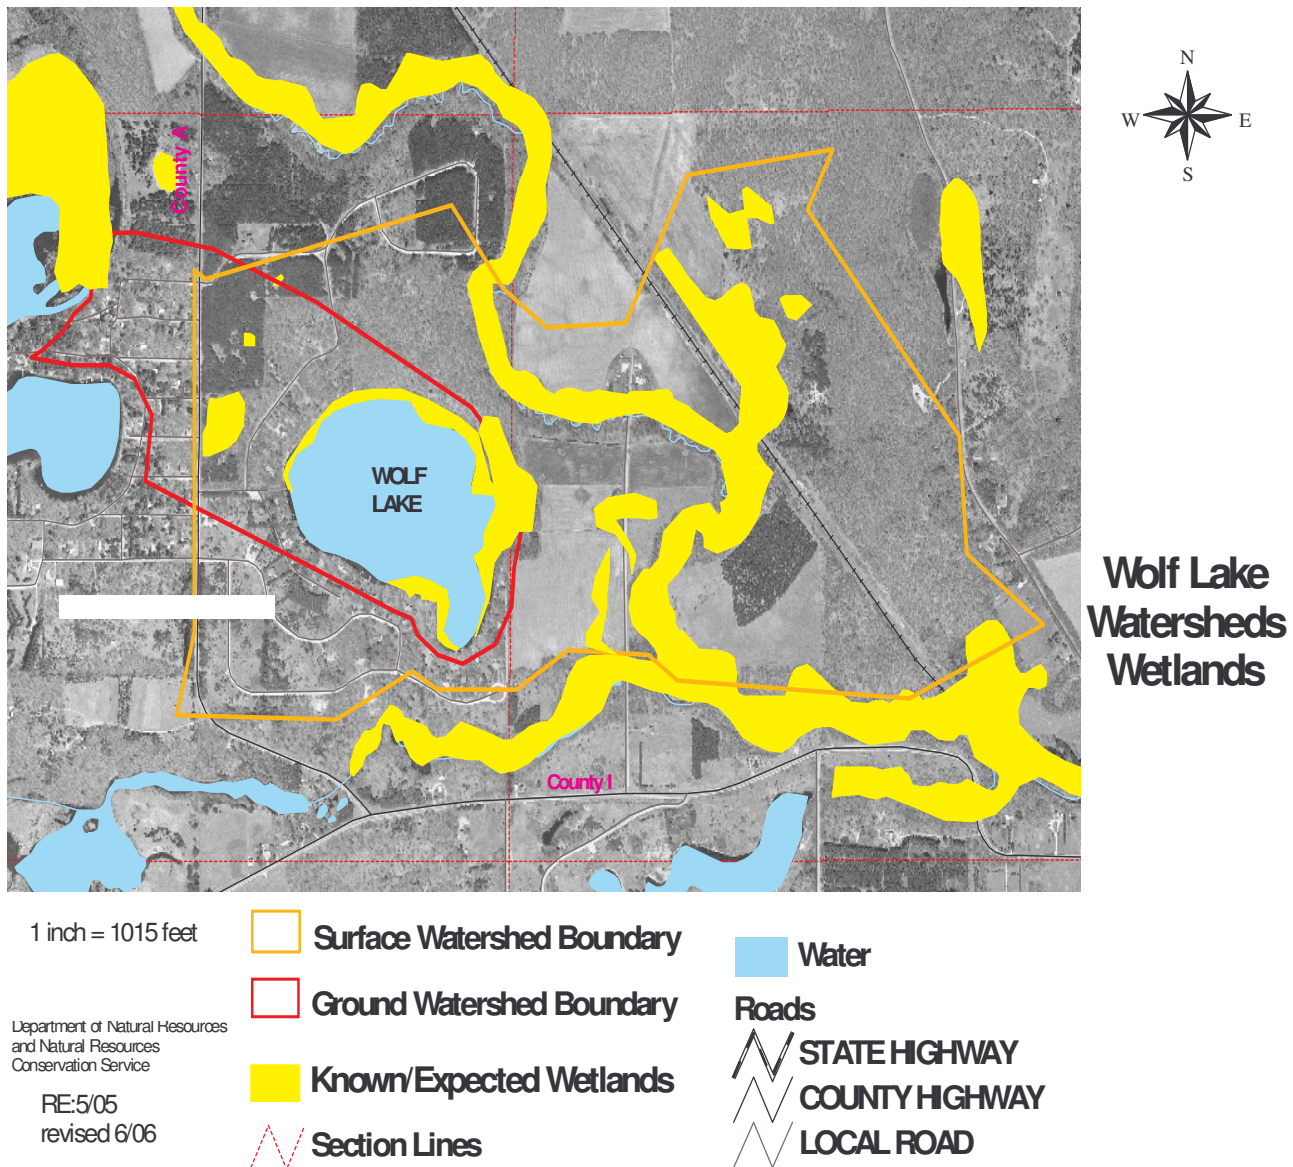 N
W E
S
County A
WOLF
LAKE
Wolf Lake
Watersheds
Wetlands
County I
1 inch = 1015 feet
Surface Watershed Boundary
Water
Ground Watershed Boundary
Roads
Department of Natural Resources
and Natural Resources
Conservation Service
STATE HIGHWAY
Known/Expected Wetlands
COUNTY HIGHWAY
RE:5/05
revised 6/06
Section Lines
LOCAL ROAD